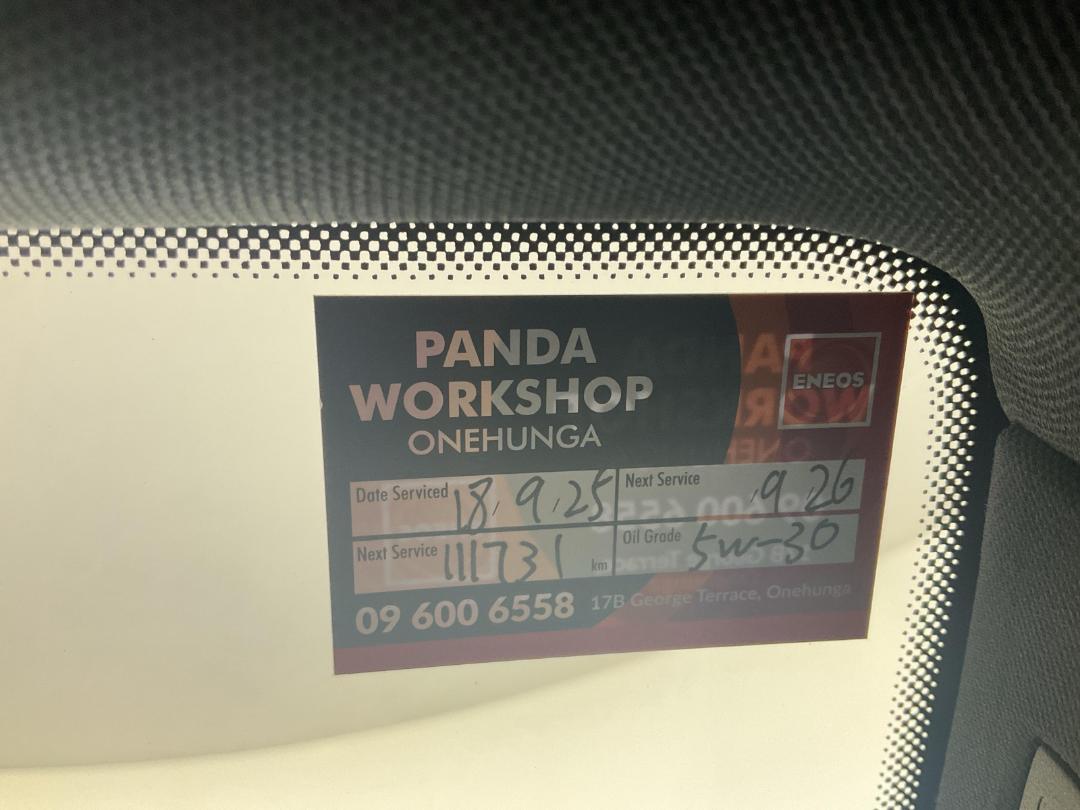 PANDA
WORKSHOP
ONEHUNGA
ENEOS
Date Serviced 18.9.25
Next Service .9.26
Next Service 111731 km
Oil Grade 5w-30
09 600 6558
17B George Terrace, Onehunga